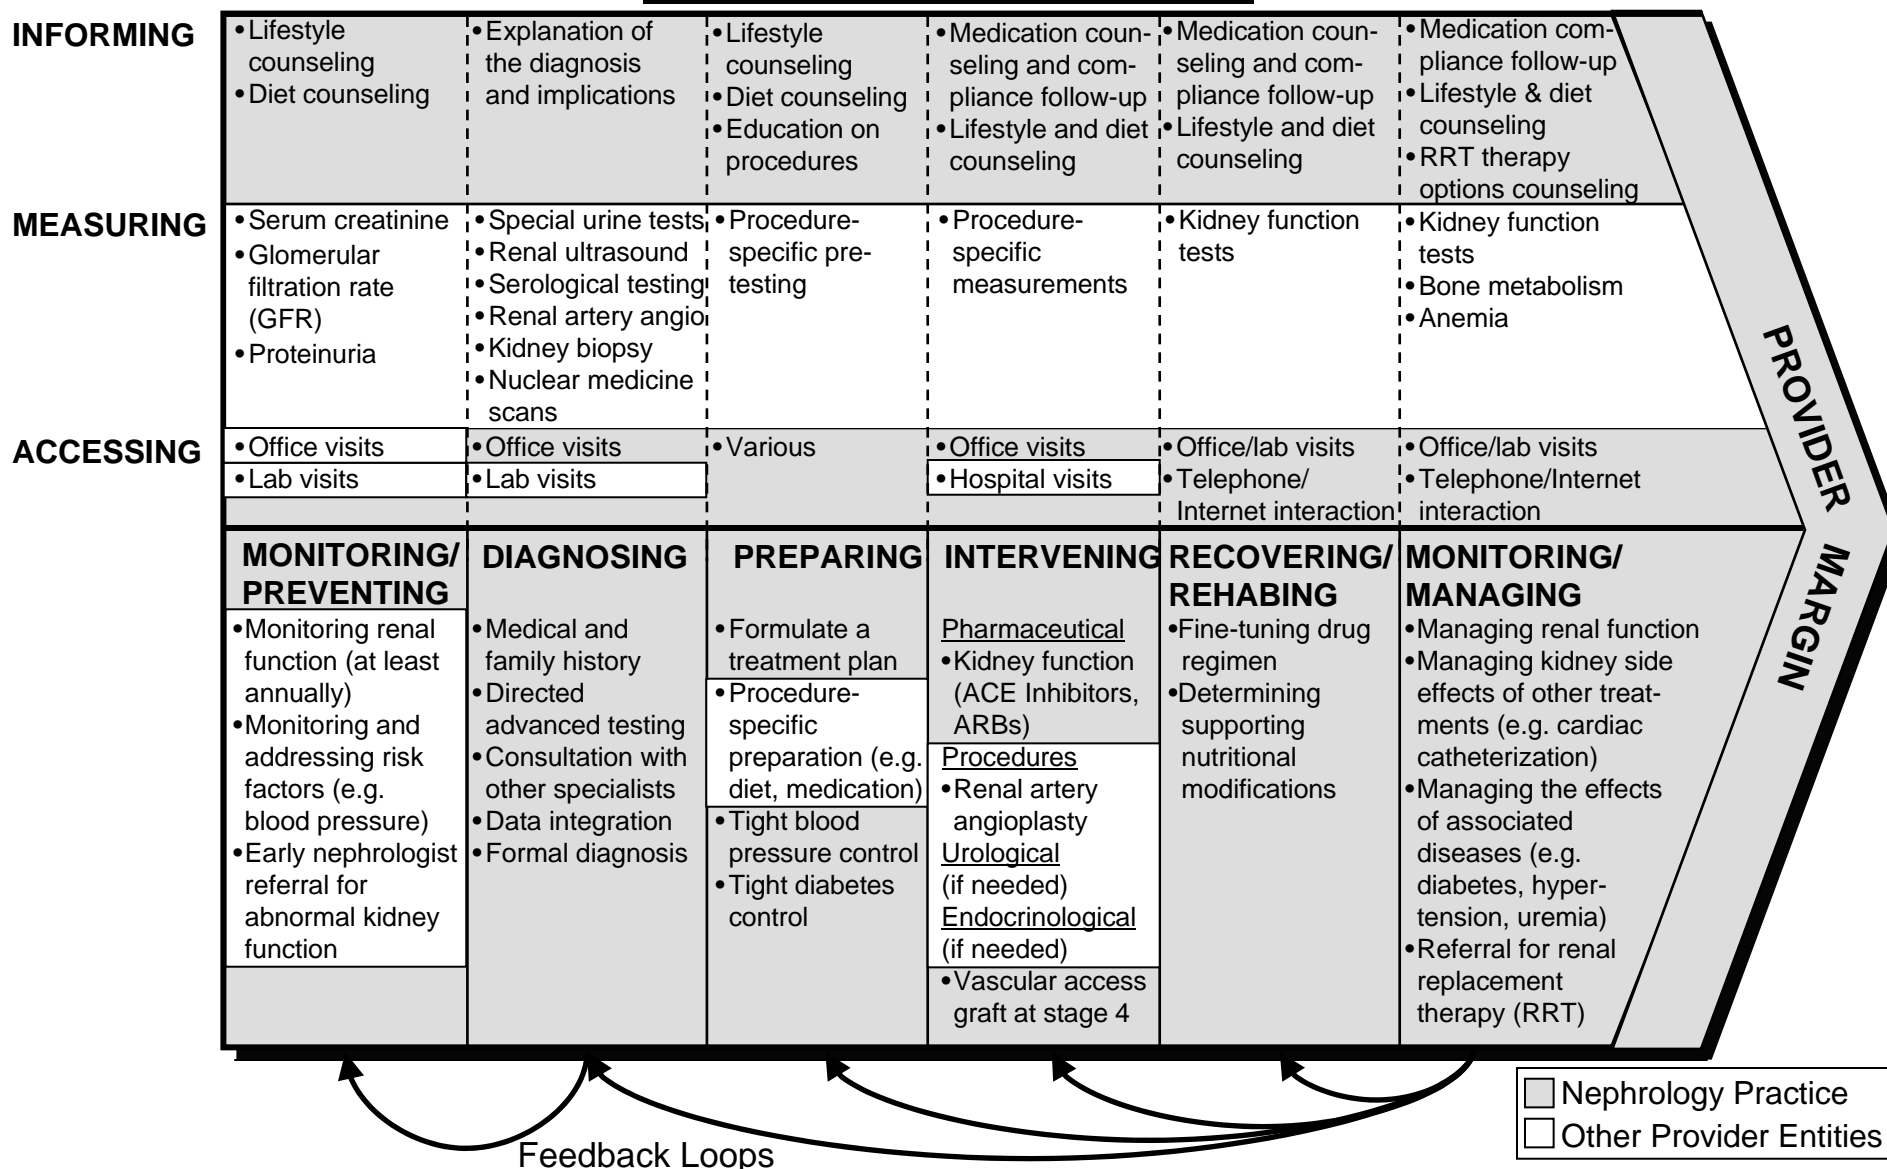 INFORMING
• Lifestyle
counseling
• Diet counseling
• Explanation of
the diagnosis
and implications
• Lifestyle
counseling
• Diet counseling
• Education on
procedures
• Medication coun-
seling and com-
pliance follow-up
• Lifestyle and diet
counseling
• Medication coun-
seling and com-
pliance follow-up
• Lifestyle and diet
counseling
• Medication com-
pliance follow-up
• Lifestyle & diet
counseling
• RRT therapy
options counseling
MEASURING
• Serum creatinine
• Glomerular
filtration rate
(GFR)
• Proteinuria
• Special urine tests
• Renal ultrasound
• Serological testing
• Renal artery angio
• Kidney biopsy
• Nuclear medicine
scans
• Procedure-
specific pre-
testing
• Procedure-
specific
measurements
• Kidney function
tests
• Kidney function
tests
• Bone metabolism
• Anemia
ACCESSING
• Office visits
• Lab visits
• Office visits
• Lab visits
• Various
• Office visits
• Hospital visits
• Office/lab visits
• Telephone/
Internet interaction
• Office/lab visits
• Telephone/Internet
interaction
MONITORING/
PREVENTING
• Monitoring renal
function (at least
annually)
• Monitoring and
addressing risk
factors (e.g.
blood pressure)
• Early nephrologist
referral for
abnormal kidney
function
DIAGNOSING
• Medical and
family history
• Directed
advanced testing
• Consultation with
other specialists
• Data integration
• Formal diagnosis
PREPARING
• Formulate a
treatment plan
• Procedure-
specific
preparation (e.g.
diet, medication)
• Tight blood
pressure control
• Tight diabetes
control
INTERVENING
Pharmaceutical
• Kidney function
(ACE Inhibitors,
ARBs)
Procedures
• Renal artery
angioplasty
Urological
(if needed)
Endocrinological
(if needed)
• Vascular access
graft at stage 4
RECOVERING/
REHABING
• Fine-tuning drug
regimen
• Determining
supporting
nutritional
modifications
MONITORING/
MANAGING
• Managing renal function
• Managing kidney side
effects of other treat-
ments (e.g. cardiac
catheterization)
• Managing the effects
of associated
diseases (e.g.
diabetes, hyper-
tension, uremia)
• Referral for renal
replacement
therapy (RRT)
PROVIDER
MARGIN
Feedback Loops
Nephrology Practice
Other Provider Entities